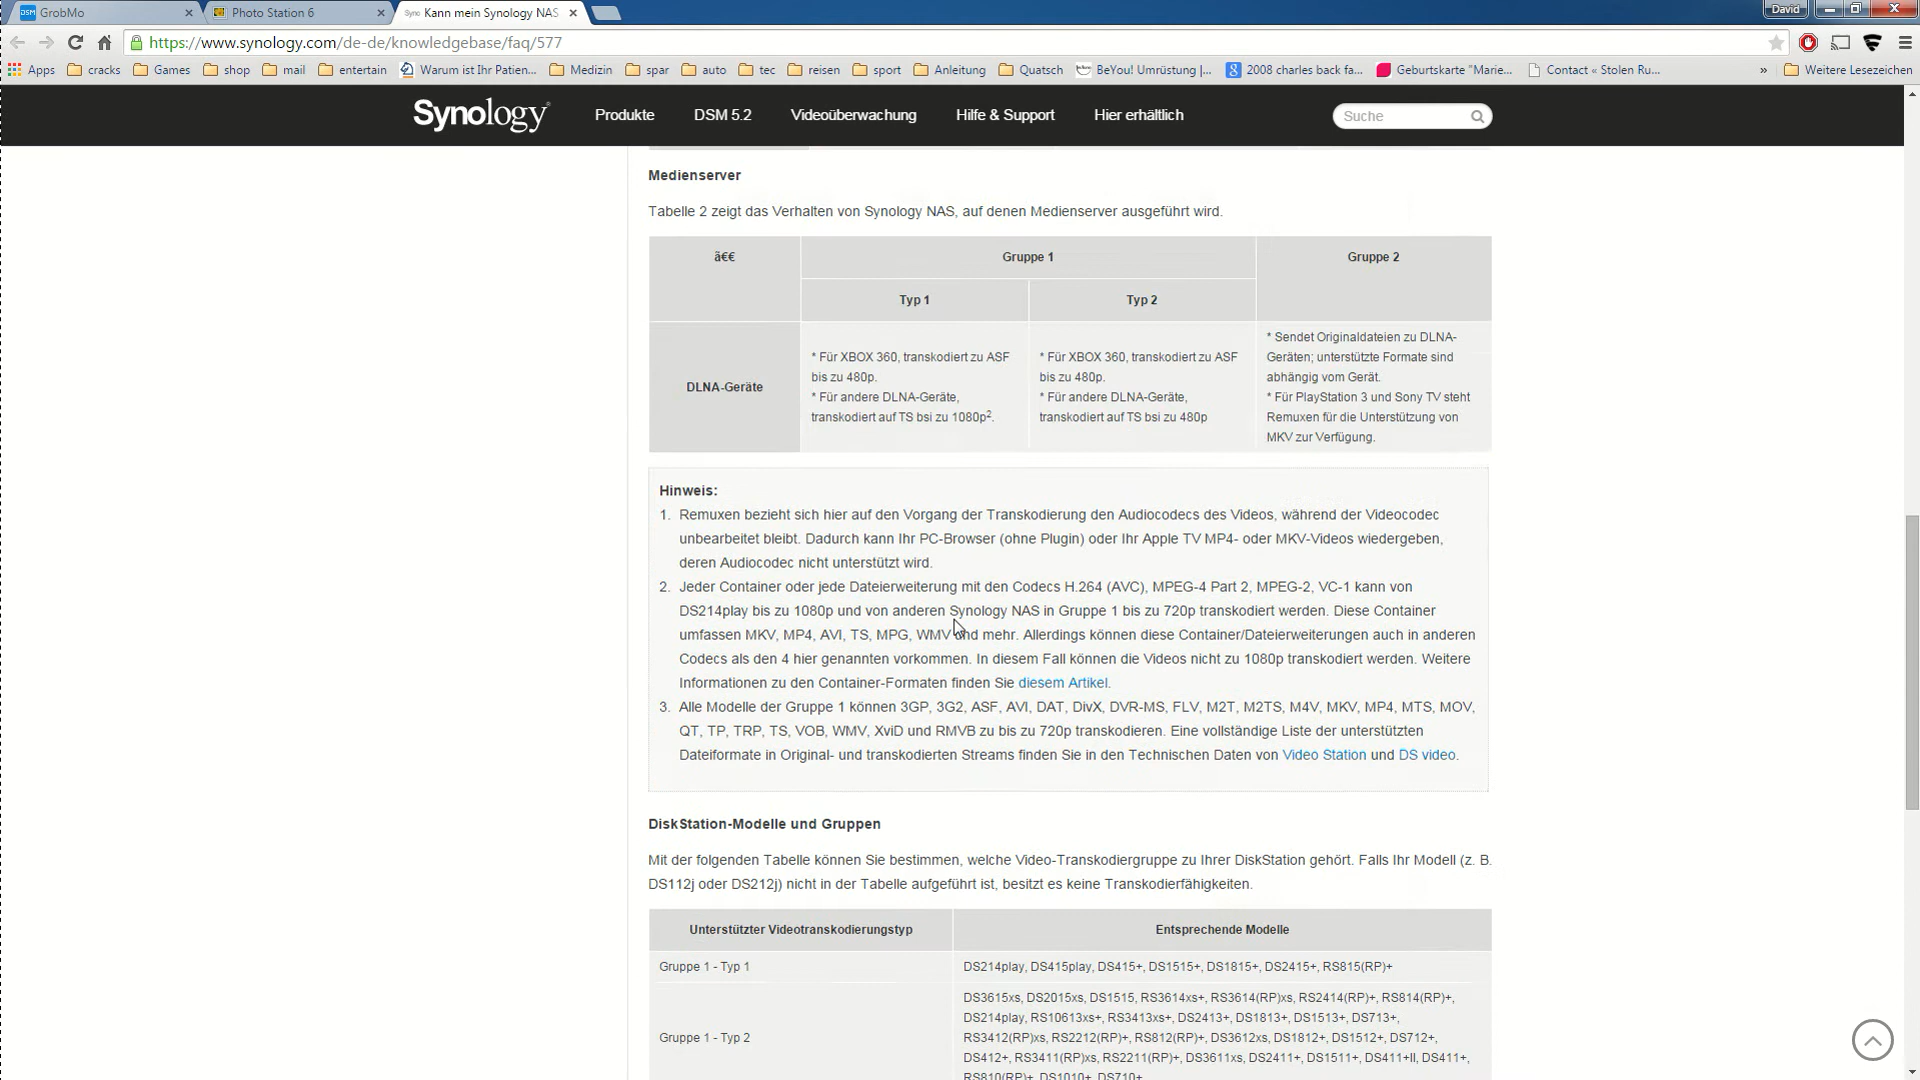 GrobMo
Photo Station 6
Kann mein Synology NAS
David
https://www.synology.com/de-de/knowledgebase/faq/577
Apps cracks Games shop mail entertain Warum ist Ihr Patien... Medizin spar auto tec reisen sport Anleitung Quatsch BeYou! Umrüstung |... 2008 charles back fa... Geburtskarte "Marie... Contact « Stolen Ru... » Weitere Lesezeichen
Synology Produkte DSM 5.2 Videoüberwachung Hilfe & Support Hier erhältlich Suche
Medienserver
Tabelle 2 zeigt das Verhalten von Synology NAS, auf denen Medienserver ausgeführt wird.
ã€€ Gruppe 1 Gruppe 2
Typ 1 Typ 2
DLNA-Geräte
* Für XBOX 360, transkodiert zu ASF
bis zu 480p.
* Für andere DLNA-Geräte,
transkodiert auf TS bsi zu 1080p².
* Für XBOX 360, transkodiert zu ASF
bis zu 480p.
* Für andere DLNA-Geräte,
transkodiert auf TS bsi zu 480p
* Sendet Originaldateien zu DLNA-
Geräten; unterstützte Formate sind
abhängig vom Gerät.
* Für PlayStation 3 und Sony TV steht
Remuxen für die Unterstützung von
MKV zur Verfügung.
Hinweis:
1. Remuxen bezieht sich hier auf den Vorgang der Transkodierung den Audiocodecs des Videos, während der Videocodec
unbearbeitet bleibt. Dadurch kann Ihr PC-Browser (ohne Plugin) oder Ihr Apple TV MP4- oder MKV-Videos wiedergeben,
deren Audiocodec nicht unterstützt wird.
2. Jeder Container oder jede Dateierweiterung mit den Codecs H.264 (AVC), MPEG-4 Part 2, MPEG-2, VC-1 kann von
DS214play bis zu 1080p und von anderen Synology NAS in Gruppe 1 bis zu 720p transkodiert werden. Diese Container
umfassen MKV, MP4, AVI, TS, MPG, WMV und mehr. Allerdings können diese Container/Dateierweiterungen auch in anderen
Codecs als den 4 hier genannten vorkommen. In diesem Fall können die Videos nicht zu 1080p transkodiert werden. Weitere
Informationen zu den Container-Formaten finden Sie diesem Artikel.
3. Alle Modelle der Gruppe 1 können 3GP, 3G2, ASF, AVI, DAT, DivX, DVR-MS, FLV, M2T, M2TS, M4V, MKV, MP4, MTS, MOV,
QT, TP, TRP, TS, VOB, WMV, XviD und RMVB zu bis zu 720p transkodieren. Eine vollständige Liste der unterstützten
Dateiformate in Original- und transkodierten Streams finden Sie in den Technischen Daten von Video Station und DS video.
DiskStation-Modelle und Gruppen
Mit der folgenden Tabelle können Sie bestimmen, welche Video-Transkodiergruppe zu Ihrer DiskStation gehört. Falls Ihr Modell (z. B.
DS112j oder DS212j) nicht in der Tabelle aufgeführt ist, besitzt es keine Transkodierfähigkeiten.
Unterstützter Videotranskodierungstyp Entsprechende Modelle
Gruppe 1 - Typ 1 DS214play, DS415play, DS415+, DS1515+, DS1815+, DS2415+, RS815(RP)+
Gruppe 1 - Typ 2
DS3615xs, DS2015xs, DS1515, RS3614xs+, RS3614(RP)xs, RS2414(RP)+, RS814(RP)+,
DS214play, RS10613xs+, RS3413xs+, DS2413+, DS1813+, DS1513+, DS713+,
RS3412(RP)xs, RS2212(RP)+, RS812(RP)+, DS3612xs, DS1812+, DS1512+, DS712+,
DS412+, RS3411(RP)xs, RS2211(RP)+, DS3611xs, DS2411+, DS1511+, DS411+II, DS411+,
RS810(RP)+, DS1010+, DS710+